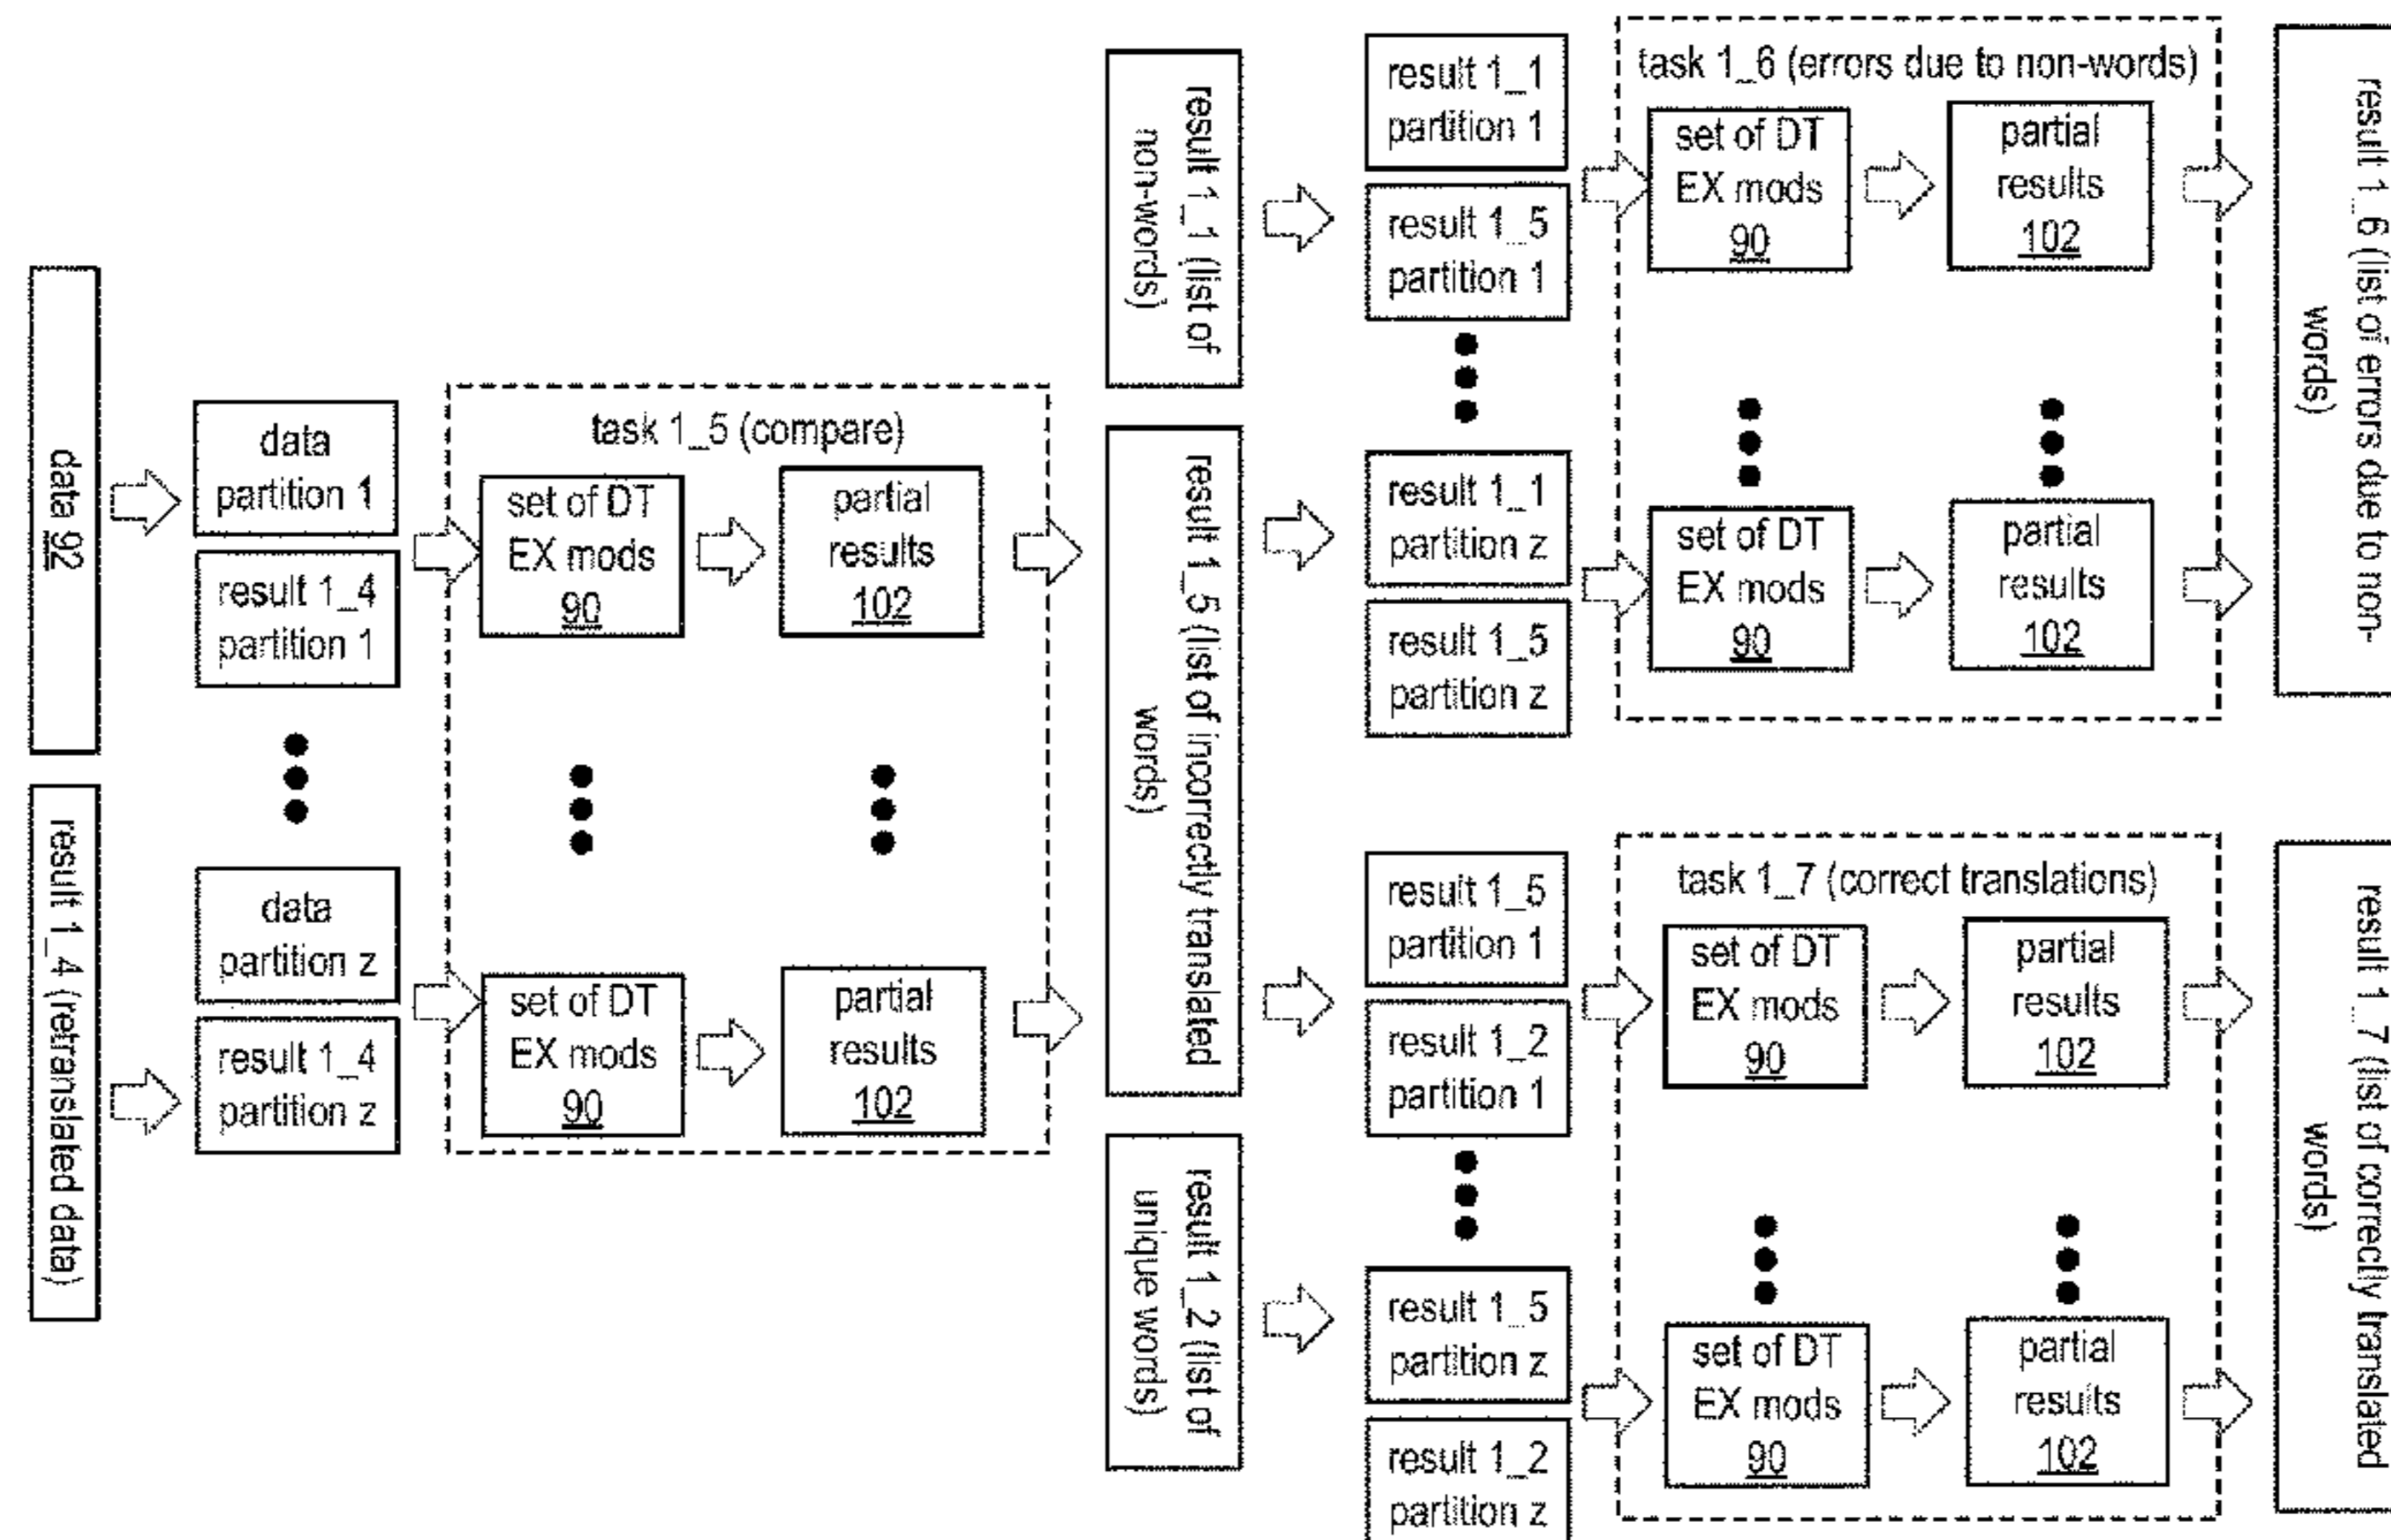 data 92
result 1_4 (retranslated data)
data
partition 1
result 1_4
partition 1
data
partition z
result 1_4
partition z
task 1_5 (compare)
set of DT
EX mods
90
partial
results
102
set of DT
EX mods
90
partial
results
102
result 1_1 (list of
non-words)
result 1_5 (list of incorrectly translated
words)
result 1_2 (list of
unique words)
result 1_1
partition 1
result 1_5
partition 1
result 1_1
partition z
result 1_5
partition z
task 1_6 (errors due to non-words)
set of DT
EX mods
90
partial
results
102
set of DT
EX mods
90
partial
results
102
result 1_6 (list of errors due to non-
words)
result 1_5
partition 1
result 1_2
partition 1
result 1_5
partition z
result 1_2
partition z
task 1_7 (correct translations)
set of DT
EX mods
90
partial
results
102
set of DT
EX mods
90
partial
results
102
result 1_7 (list of correctly translated
words)